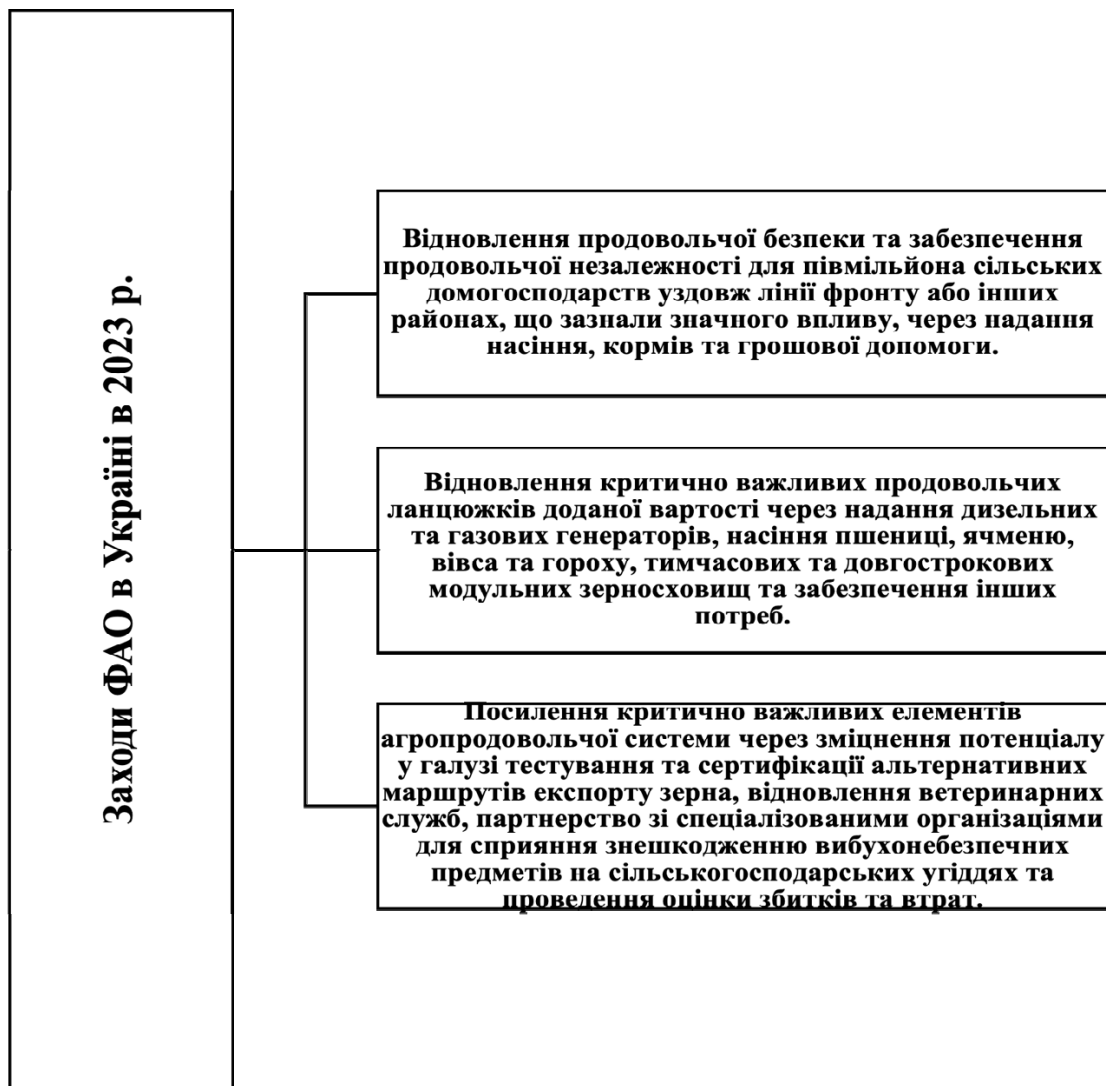 Заходи ФАО в Україні в 2023 р.
Відновлення продовольчої безпеки та забезпечення
продовольчої незалежності для півмільйона сільських
домогосподарств уздовж лінії фронту або інших
районах, що зазнали значного впливу, через надання
насіння, кормів та грошової допомоги.
Відновлення критично важливих продовольчих
ланцюжків доданої вартості через надання дизельних
та газових генераторів, насіння пшениці, ячменю,
вівса та гороху, тимчасових та довгострокових
модульних зерносховищ та забезпечення інших
потреб.
Посилення критично важливих елементів
агропродовольчої системи через зміцнення потенціалу
у галузі тестування та сертифікації альтернативних
маршрутів експорту зерна, відновлення ветеринарних
служб, партнерство зі спеціалізованими організаціями
для сприяння знешкодженню вибухонебезпечних
предметів на сільськогосподарських угіддях та
проведення оцінки збитків та втрат.